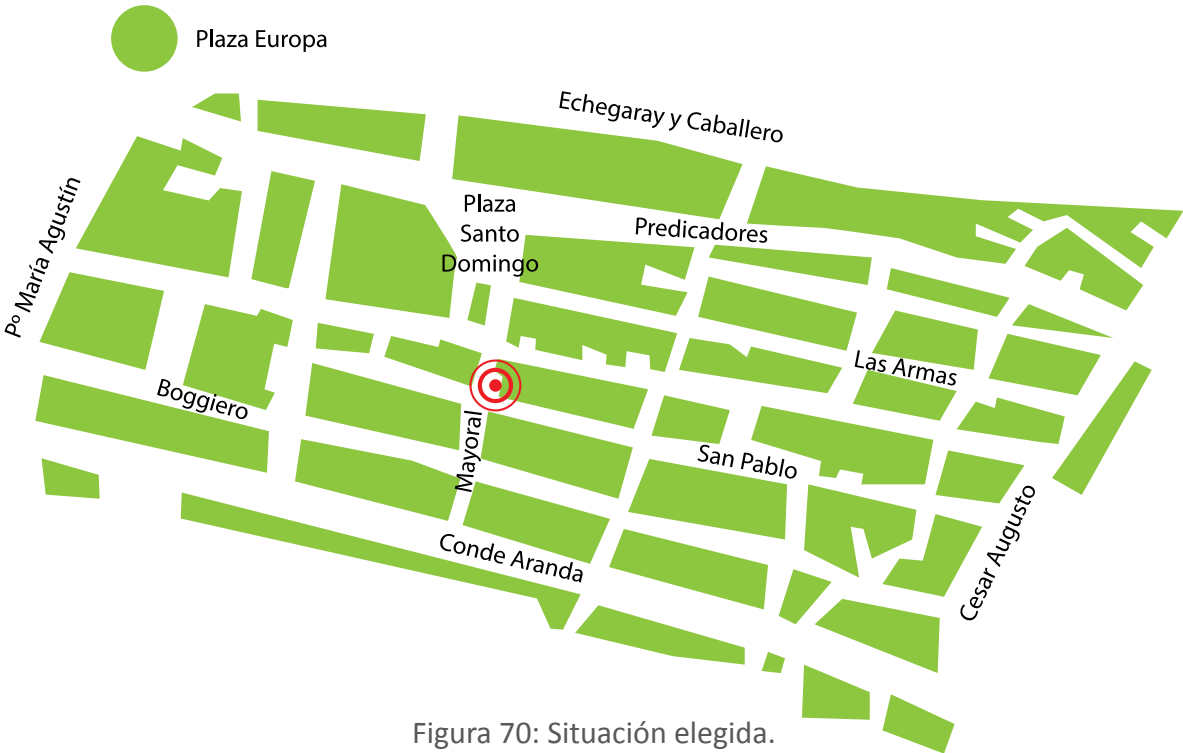 Plaza Europa
Echegaray y Caballero
Pº María Agustín
Plaza
Santo
Domingo
Predicadores
Las Armas
Boggiero
Mayoral
San Pablo
Conde Aranda
Cesar Augusto
Figura 70: Situación elegida.